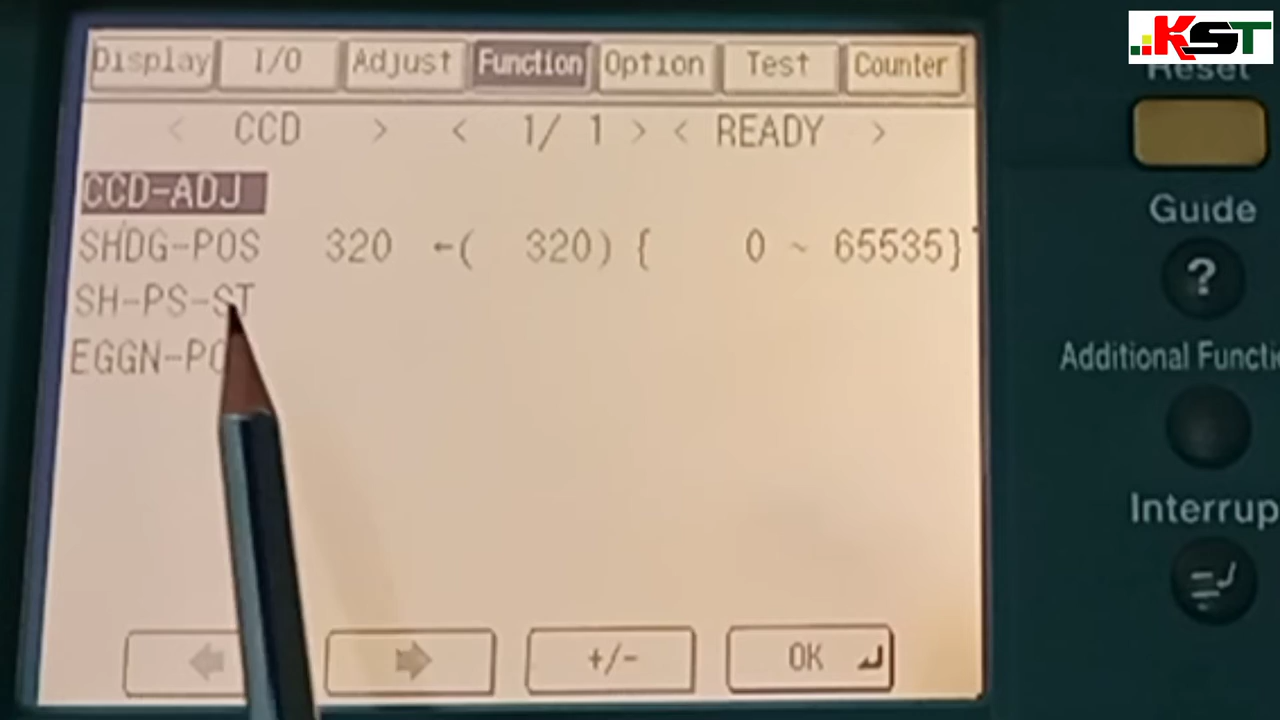 KST
Reset
Display I/O Adjust Function Option Test Counter
< CCD > < 1/ 1 > < READY >
CCD-ADJ
SHDG-POS 320 ←( 320) { 0 ~ 65535}
SH-PS-ST
EGGN-PO
Guide
?
Additional Functi
Interrup
+/- OK